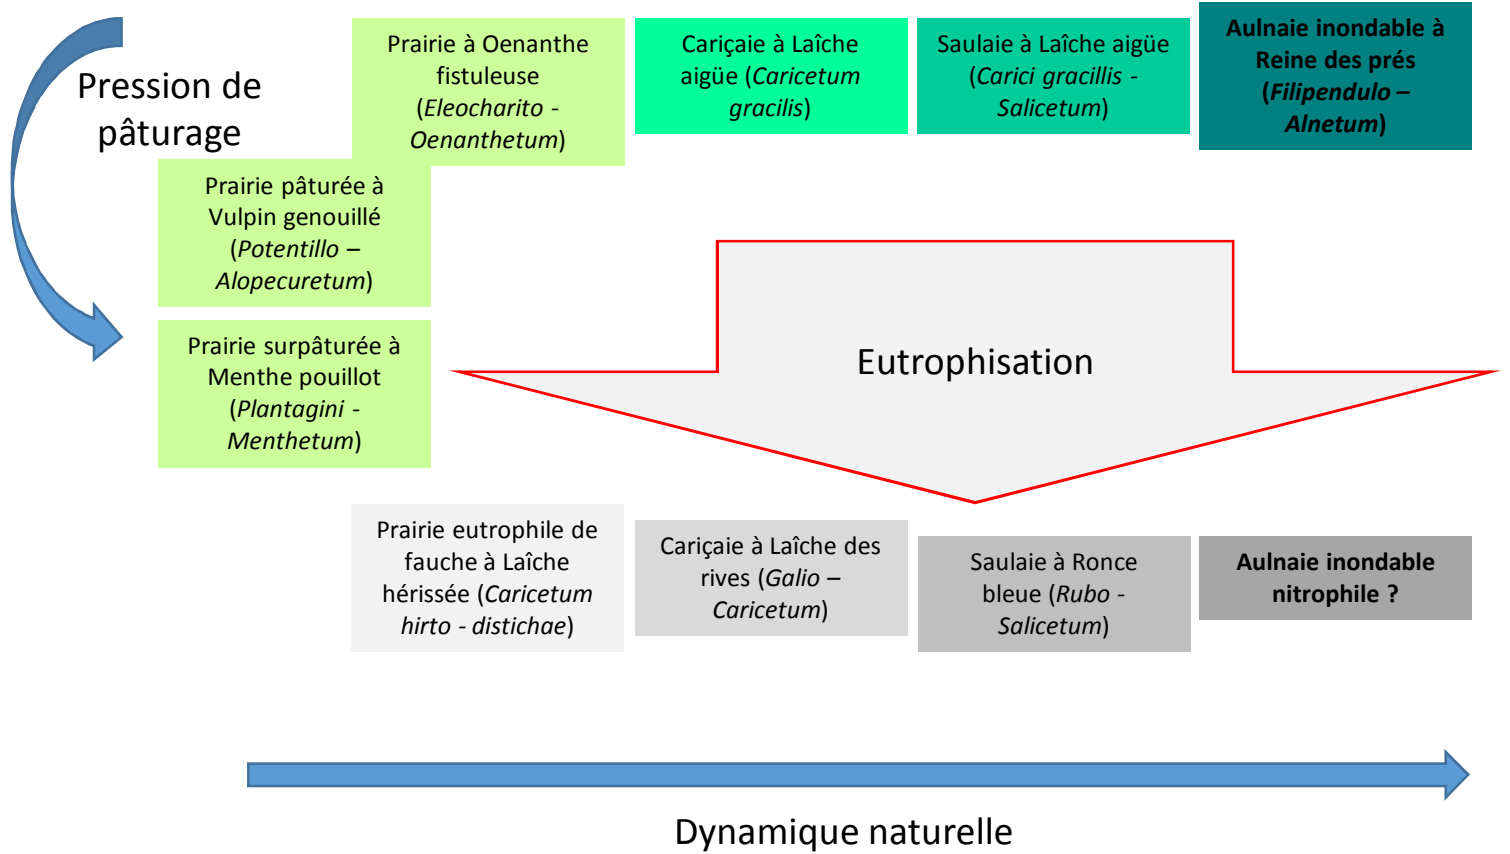 Pression de
pâturage
Prairie à Oenanthe
fistuleuse
(Eleocharito -
Oenanthetum)
Cariçaie à Laîche
aigüe (Caricetum
gracilis)
Saulaie à Laîche aigüe
(Carici gracillis -
Salicetum)
Aulnaie inondable à
Reine des prés
(Filipendulo –
Alnetum)
Prairie pâturée à
Vulpin genouillé
(Potentillo –
Alopecuretum)
Prairie surpâturée à
Menthe pouillot
(Plantagini -
Menthetum)
Eutrophisation
Prairie eutrophile de
fauche à Laîche
hérissée (Caricetum
hirto - distichae)
Cariçaie à Laîche des
rives (Galio –
Caricetum)
Saulaie à Ronce
bleue (Rubo -
Salicetum)
Aulnaie inondable
nitrophile ?
Dynamique naturelle